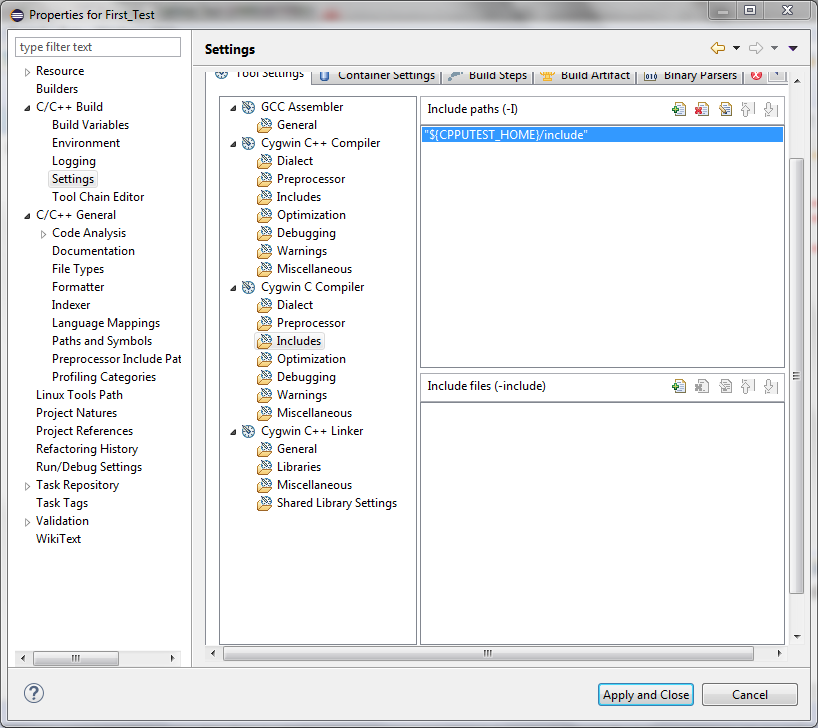 Properties for First_Test
type filter text
Resource
Builders
C/C++ Build
Build Variables
Environment
Logging
Settings
Tool Chain Editor
C/C++ General
Code Analysis
Documentation
File Types
Formatter
Indexer
Language Mappings
Paths and Symbols
Preprocessor Include Pat
Profiling Categories
Linux Tools Path
Project Natures
Project References
Refactoring History
Run/Debug Settings
Task Repository
Task Tags
Validation
WikiText
Settings
Tool Settings
Container Settings
Build Steps
Build Artifact
Binary Parsers
GCC Assembler
General
Cygwin C++ Compiler
Dialect
Preprocessor
Includes
Optimization
Debugging
Warnings
Miscellaneous
Cygwin C Compiler
Dialect
Preprocessor
Includes
Optimization
Debugging
Warnings
Miscellaneous
Cygwin C++ Linker
General
Libraries
Miscellaneous
Shared Library Settings
Include paths (-I)
"${CPPUTEST_HOME}/include"
Include files (-include)
Apply and Close
Cancel